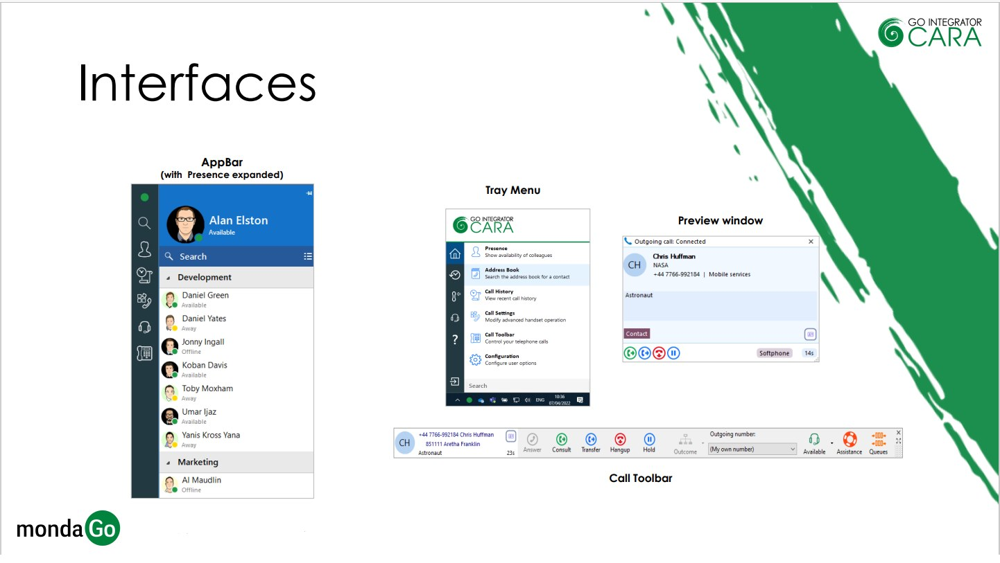 GO INTEGRATOR
CARA
Interfaces
AppBar
(with Presence expanded)
Alan Elston
Available
Search
Development
Daniel Green
Available
Daniel Yates
Away
Jonny Ingall
Offline
Koban Davis
Available
Toby Moxham
Away
Umar Ijaz
Available
Yanis Kross Yana
Away
Marketing
Al Maudlin
Offline
Tray Menu
GO INTEGRATOR
CARA
Presence
Show availability of colleagues
Address Book
Search the address book for a contact
Call History
View recent call history
Call Settings
Modify advanced handset operation
Call Toolbar
Control your telephone calls
?
Configuration
Configure user options
Search
ENG
10:36
07/04/2022
Preview window
Outgoing call: Connected
CH
Chris Huffman
NASA
+44 7766-992184 | Mobile services
Astronaut
Contact
Softphone
14s
CH
+44 7766-992184 Chris Huffman
851111 Aretha Franklin
Astronaut
23s
Answer
Consult
Transfer
Hangup
Hold
Outcome
Outgoing number:
(My own number)
Available
Assistance
Queues
Call Toolbar
mondaGo